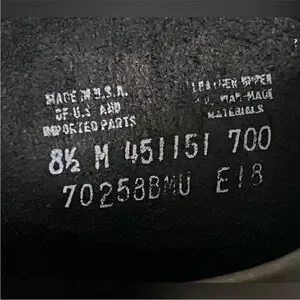 MADE IN U.S.A.
OF U.S AND
IMPORTED PARTS
LEATHER UPPER
MAN-MADE
MATERIALS
8½ M 451151 700
70258BMU E18